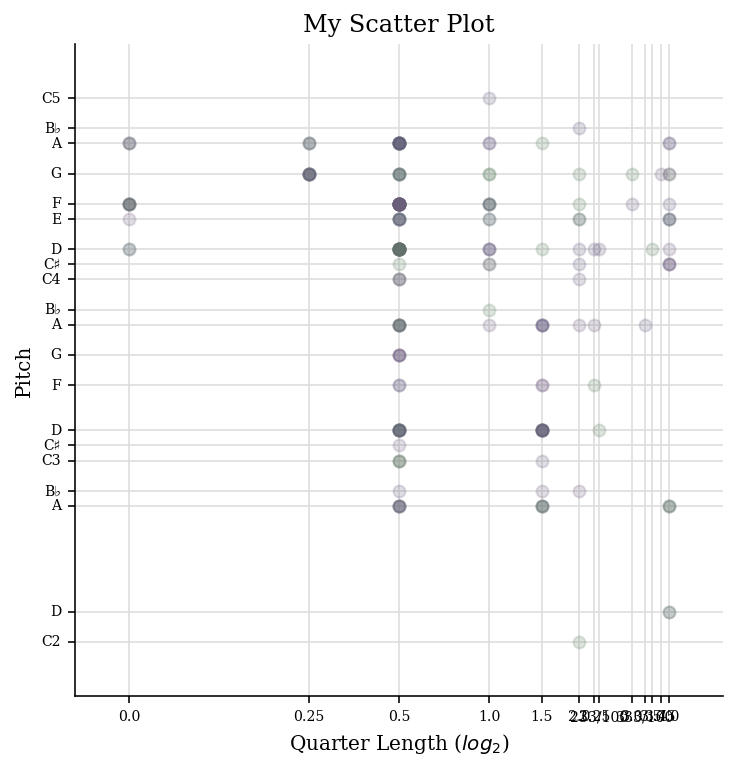 My Scatter Plot
C5
B♭
A
G
F
E
D
C♯
C4
B♭
A
G
F
D
C♯
C3
B♭
A
D
C2
Pitch
0.0 0.25 0.5 1.0 1.5
Quarter Length (log2)